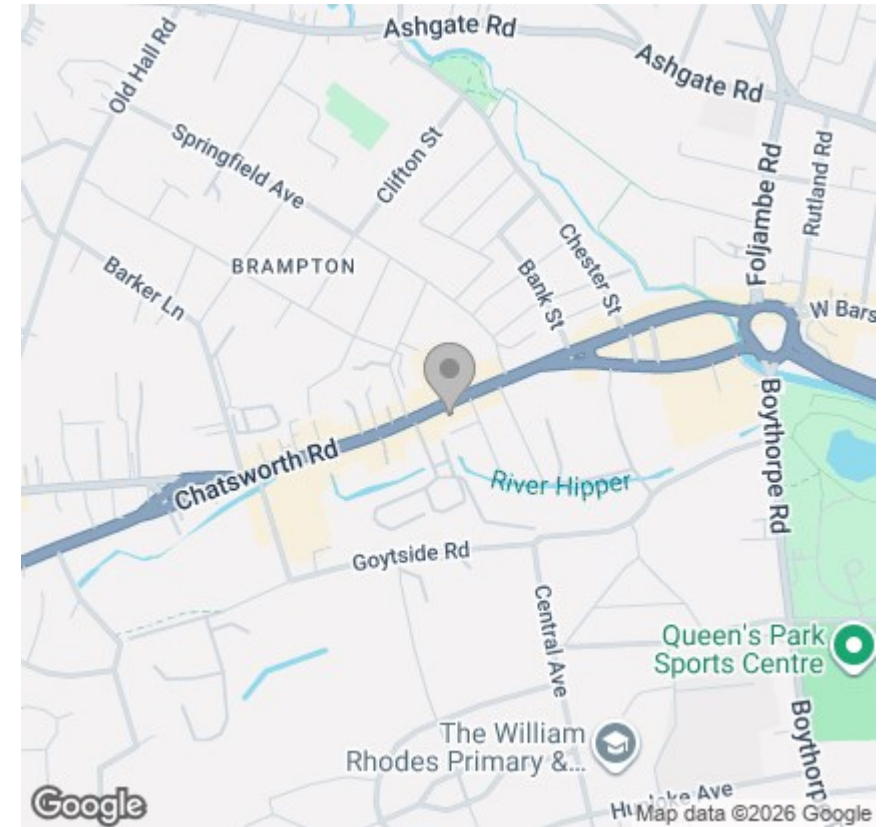 Ashgate Rd
Ashgate Rd
Old Hall Rd
Springfield Ave
Clifton St
Foljambe Rd
Rutland Rd
BRAMPTON
Barker Ln
Chester St
Bank St
W Bars
Chatsworth Rd
River Hipper
Boythorpe Rd
Goytside Rd
Central Ave
Queen's Park
Sports Centre
The William
Rhodes Primary &...
Boythorp
Ave
Google
Map data ©2026 Google